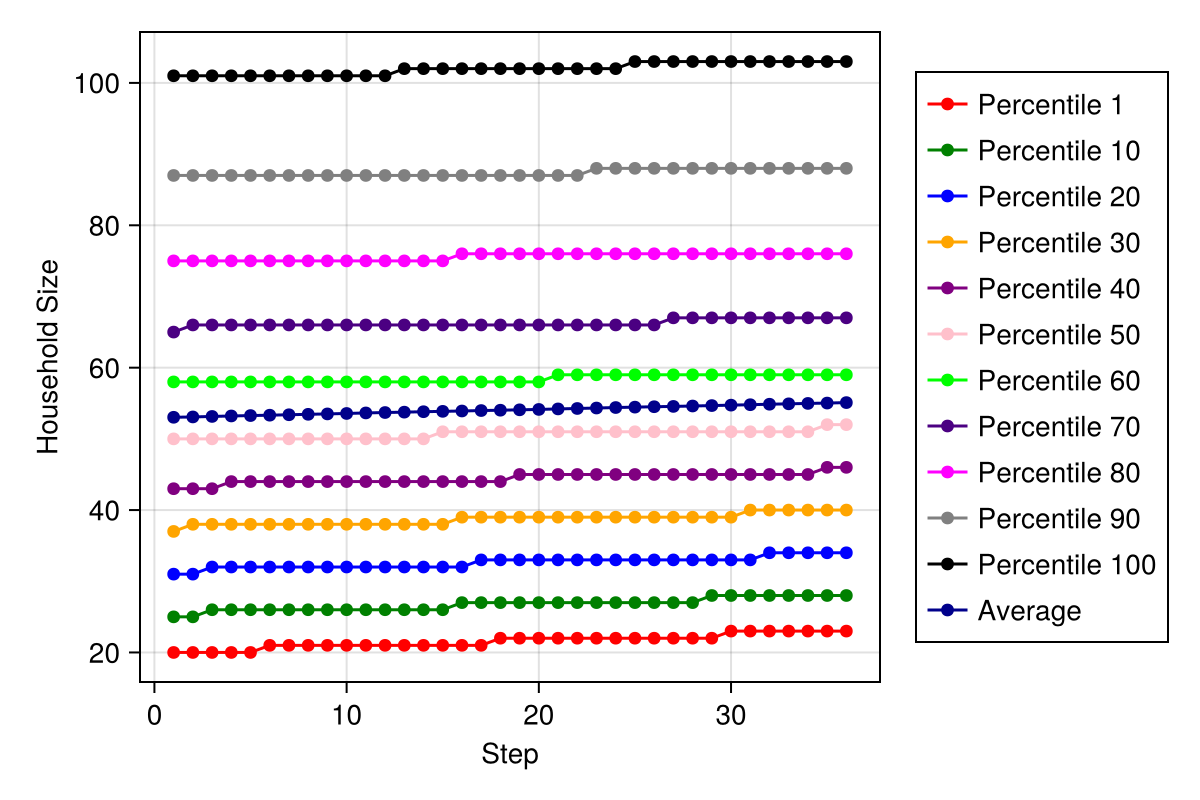 100
80
60
40
20
Household Size
0 10 20 30
Step
Percentile 1
Percentile 10
Percentile 20
Percentile 30
Percentile 40
Percentile 50
Percentile 60
Percentile 70
Percentile 80
Percentile 90
Percentile 100
Average